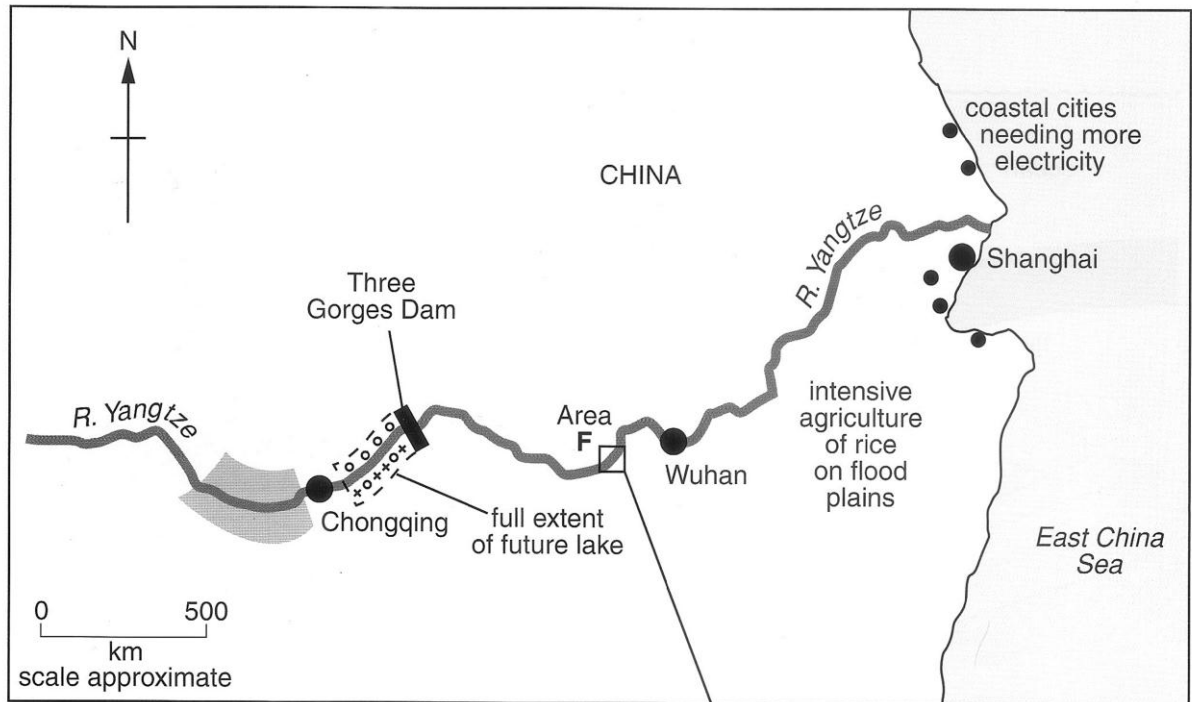 N
coastal cities
needing more
electricity
CHINA
R. Yangtze
Shanghai
Three
Gorges Dam
R. Yangtze
Area
F
intensive
agriculture
of rice
on flood
plains
Wuhan
Chongqing
full extent
of future lake
East China
Sea
0 500
km
scale approximate